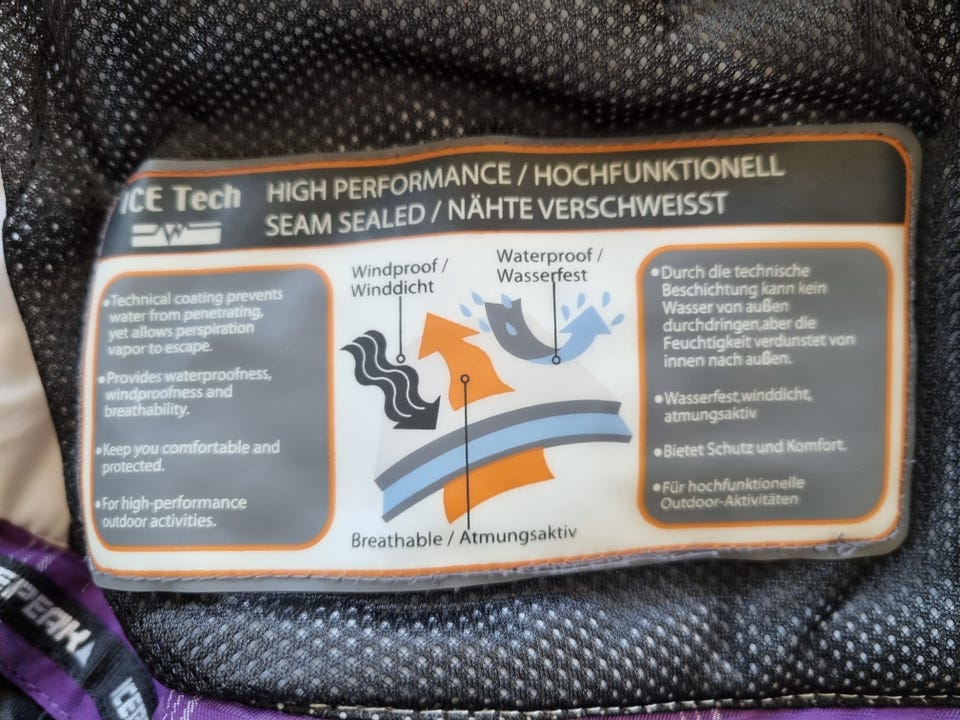 ICE Tech
HIGH PERFORMANCE / HOCHFUNKTIONELL
SEAM SEALED / NÄHTE VERSCHWEISST
•Technical coating prevents
water from penetrating,
yet allows perspiration
vapor to escape.
•Provides waterproofness,
windproofness and
breathability.
•Keep you comfortable and
protected.
•For high-performance
outdoor activities.
Windproof /
Winddicht
Waterproof /
Wasserfest
Breathable / Atmungsaktiv
•Durch die technische
Beschichtung kann kein
Wasser von außen
durchdringen,aber die
Feuchtigkeit verdunstet von
innen nach außen.
•Wasserfest,winddicht,
atmungsaktiv
•Bietet Schutz und Komfort.
•Für hochfunktionelle
Outdoor-Aktivitäten
CEPEAK
ICE